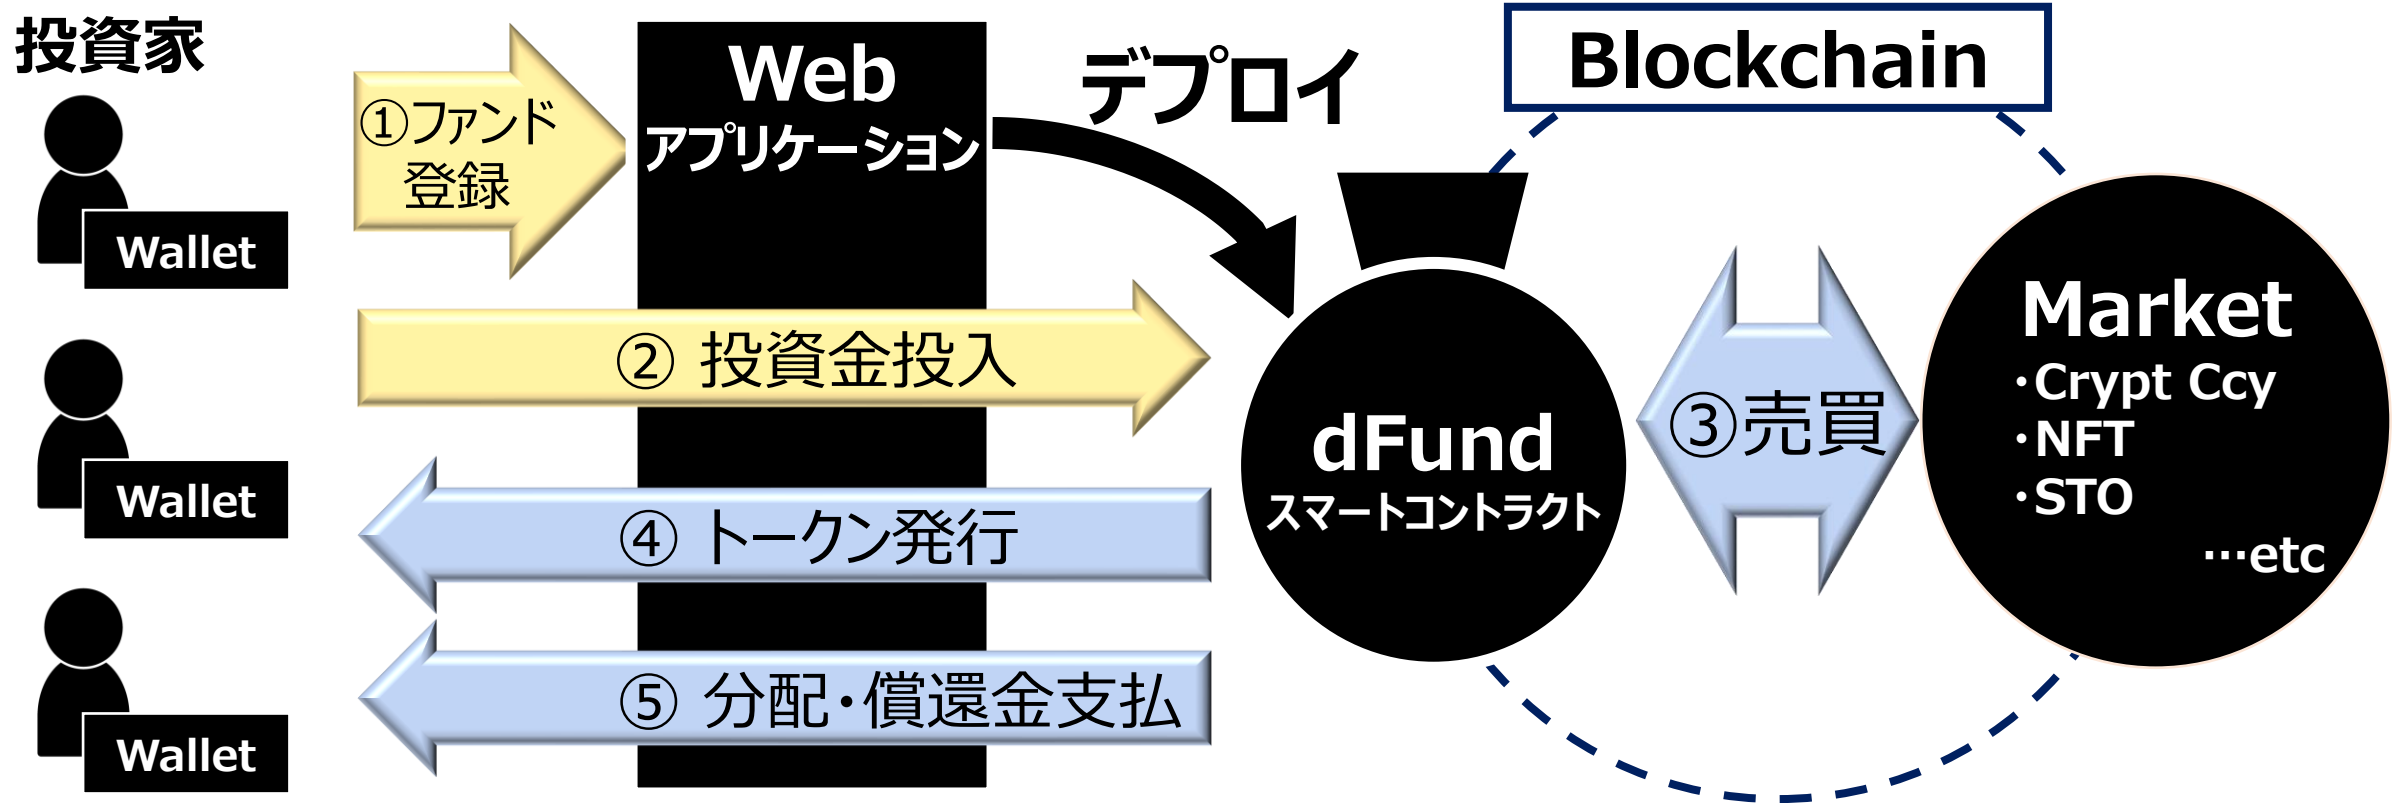 投資家
Wallet
Wallet
Wallet
①ファンド
登録
Web
アプリケーション
デプロイ
② 投資金投入
④ トークン発行
⑤ 分配・償還金支払
dFund
スマートコントラクト
③売買
Blockchain
Market
・Crypt Ccy
・NFT
・STO
…etc